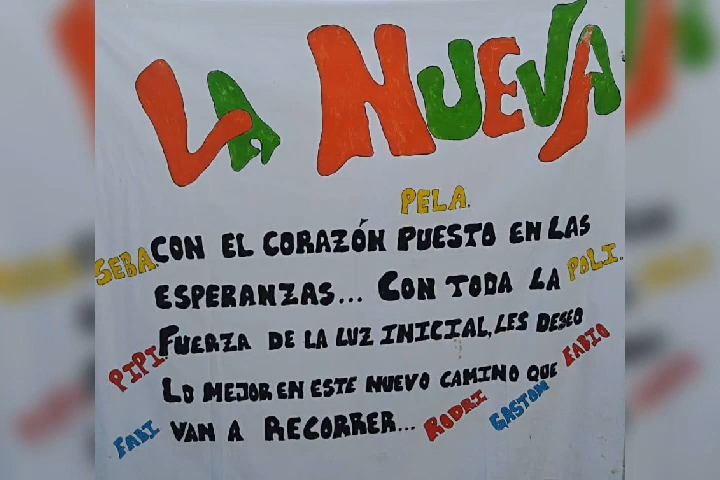 LA NUEVA
PELA.
SEBA.
CON EL CORAZÓN PUESTO EN LAS
ESPERANZAS... CON TODA LA
POLI.
FUERZA DE LA LUZ INICIAL, LES DESEO
PIPI.
LO MEJOR EN ESTE NUEVO CAMINO QUE
FABIO
VAN A RECORRER...
FABI
RODRI
GASTON